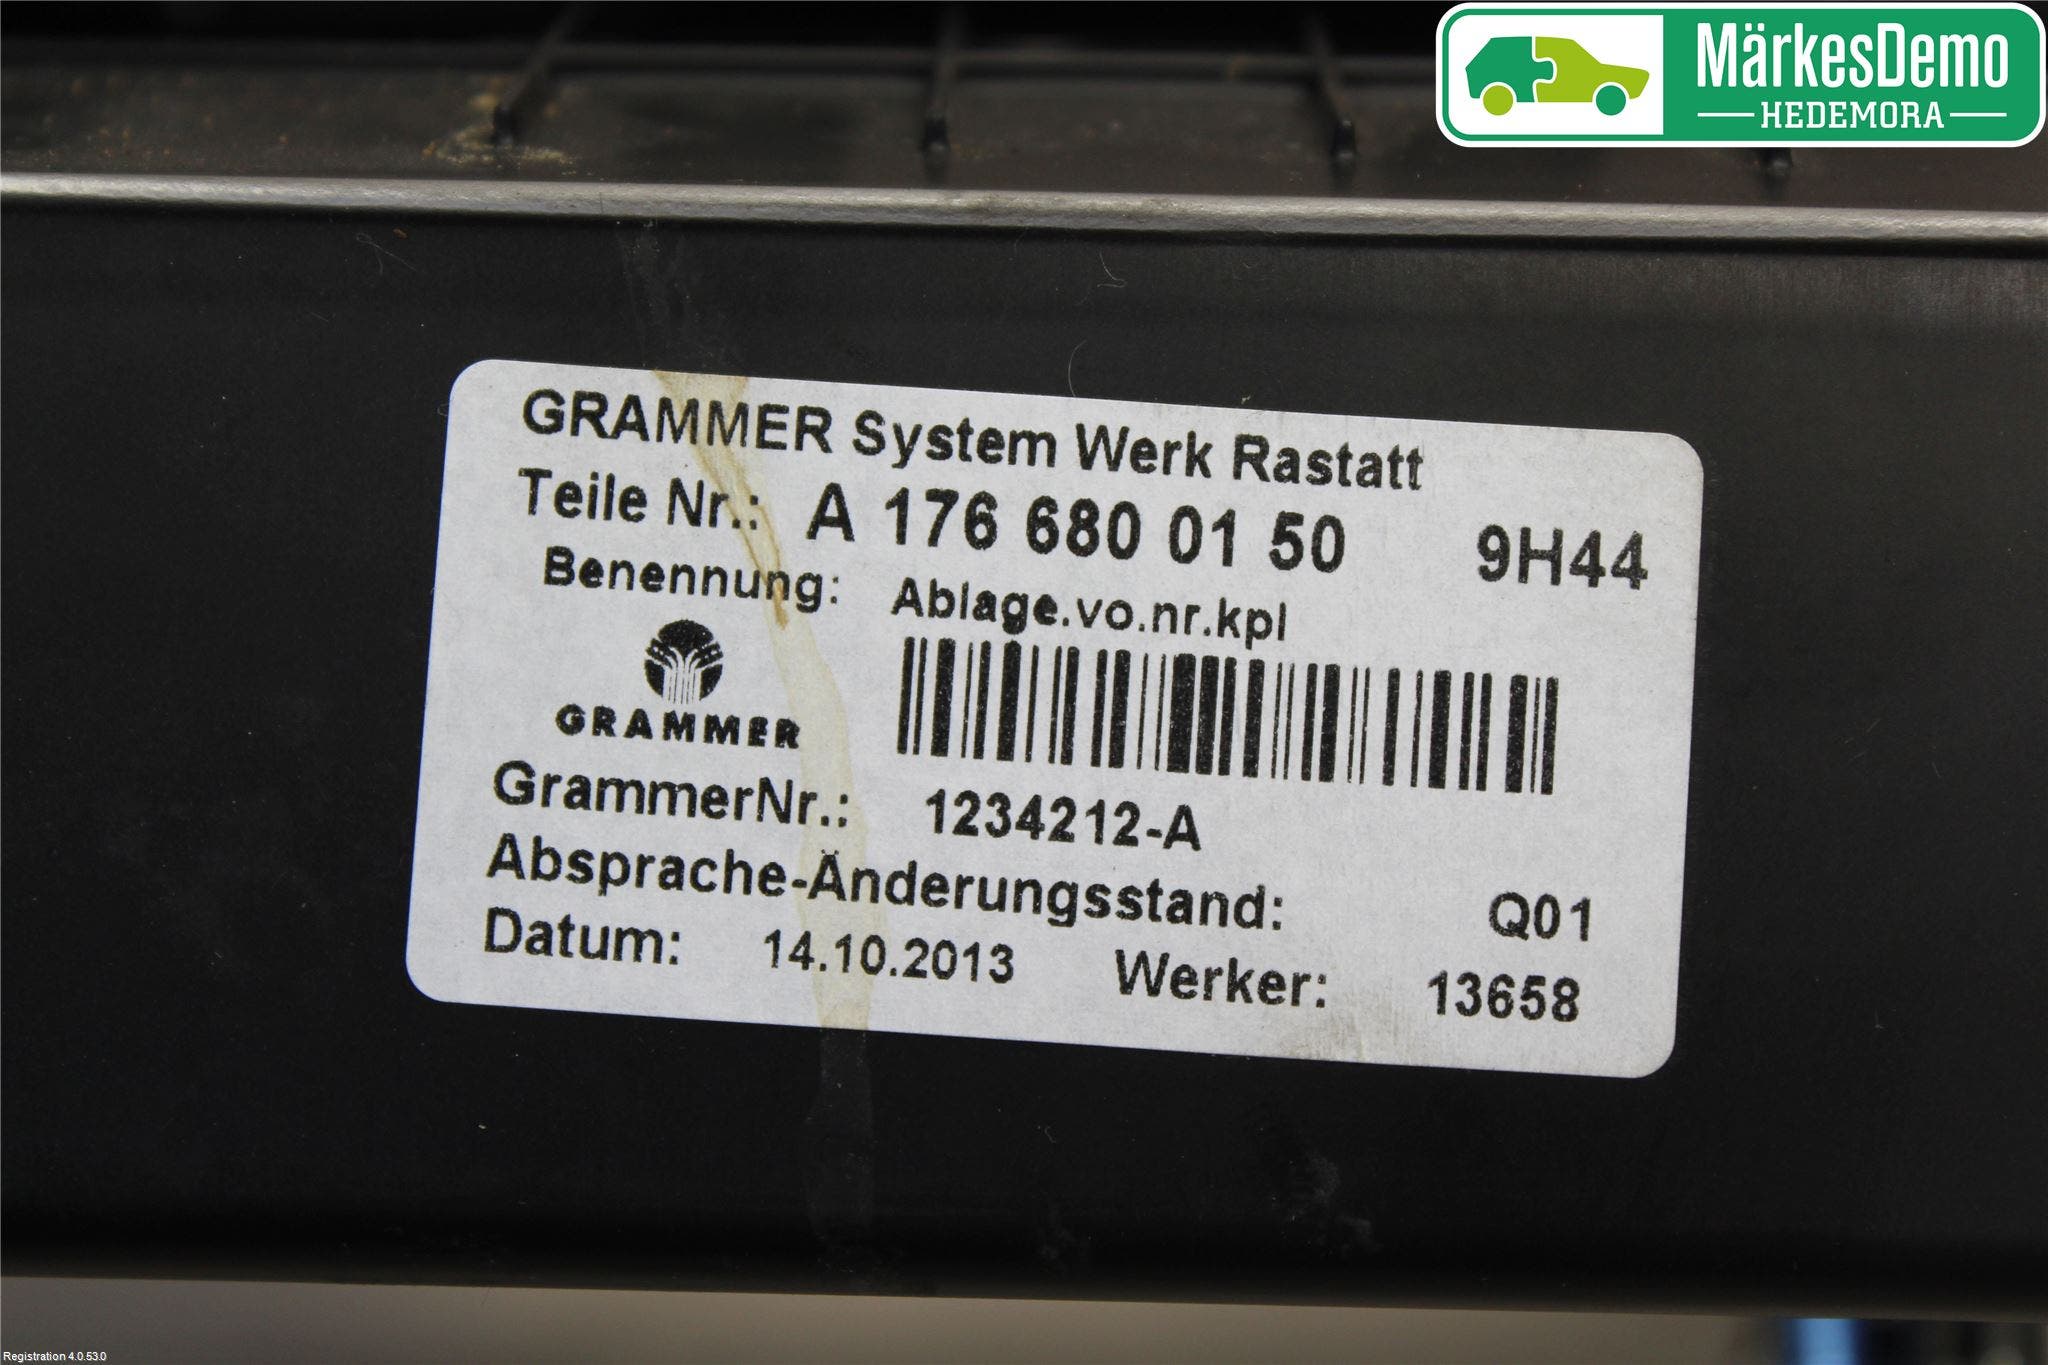 MärkesDemo
HEDEMORA
GRAMMER System Werk Rastatt
Teile Nr.: A 176 680 01 50 9H44
Benennung: Ablage.vo.nr.kpl
GRAMMER
GrammerNr.: 1234212-A
Absprache-Änderungsstand: Q01
Datum: 14.10.2013 Werker: 13658
Registration 4.0.53.0